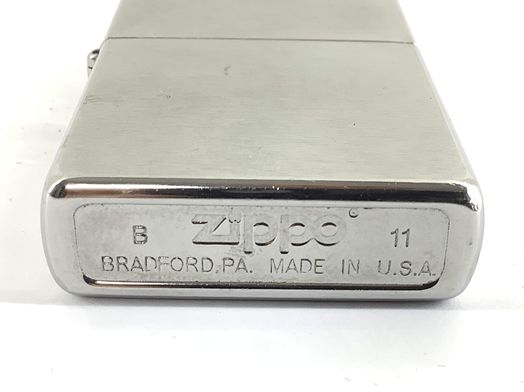 B Zippo® 11
BRADFORD, PA. MADE IN U.S.A.